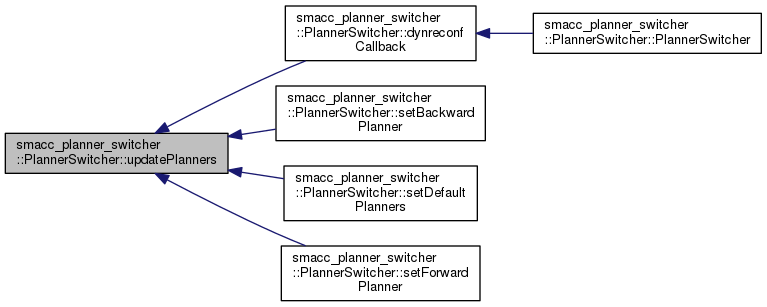 smacc_planner_switcher
::PlannerSwitcher::updatePlanners
smacc_planner_switcher
::PlannerSwitcher::dynreconf
Callback
smacc_planner_switcher
::PlannerSwitcher::PlannerSwitcher
smacc_planner_switcher
::PlannerSwitcher::setBackward
Planner
smacc_planner_switcher
::PlannerSwitcher::setDefault
Planners
smacc_planner_switcher
::PlannerSwitcher::setForward
Planner